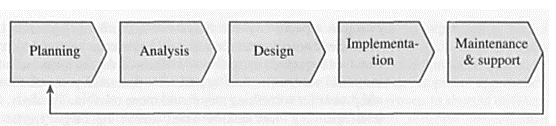 Planning
Analysis
Design
Implementa-
tion
Maintenance
& support